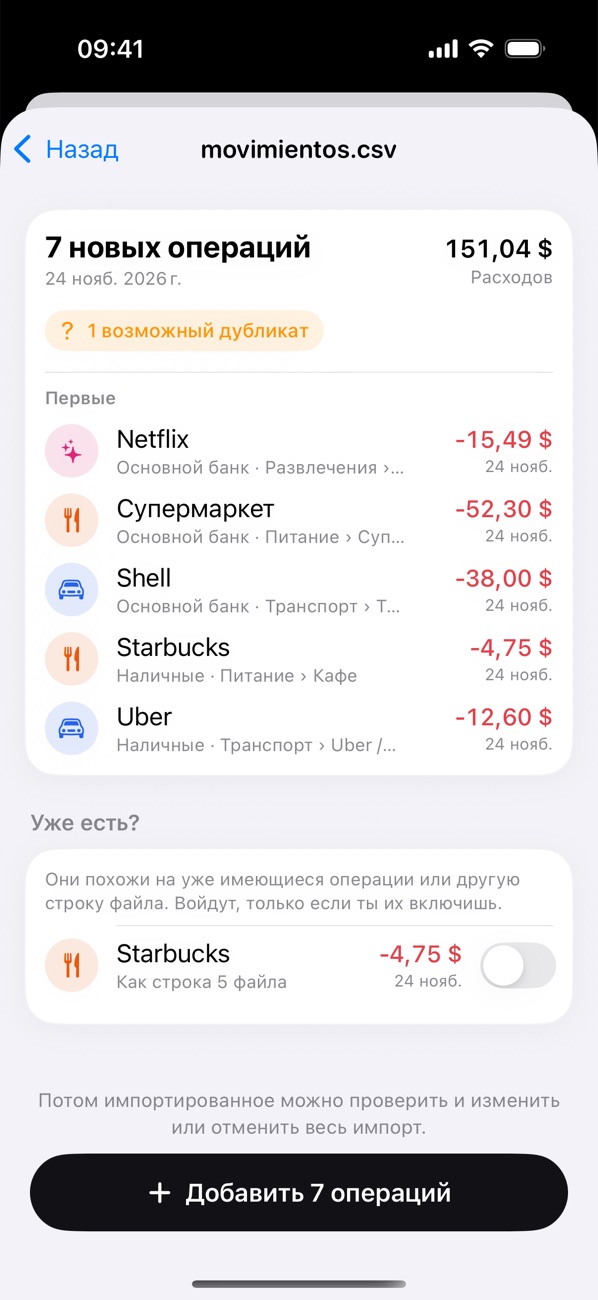 09:41
Назад
movimientos.csv
7 новых операций
151,04 $
24 нояб. 2026 г.
Расходов
? 1 возможный дубликат
Первые
Netflix
-15,49 $
Основной банк · Развлечения ›...
24 нояб.
Супермаркет
-52,30 $
Основной банк · Питание › Суп...
24 нояб.
Shell
-38,00 $
Основной банк · Транспорт › Т...
24 нояб.
Starbucks
-4,75 $
Наличные · Питание › Кафе
24 нояб.
Uber
-12,60 $
Наличные · Транспорт › Uber /...
24 нояб.
Уже есть?
Они похожи на уже имеющиеся операции или другую
строку файла. Войдут, только если ты их включишь.
Starbucks
-4,75 $
Как строка 5 файла
24 нояб.
Потом импортированное можно проверить и изменить
или отменить весь импорт.
+ Добавить 7 операций